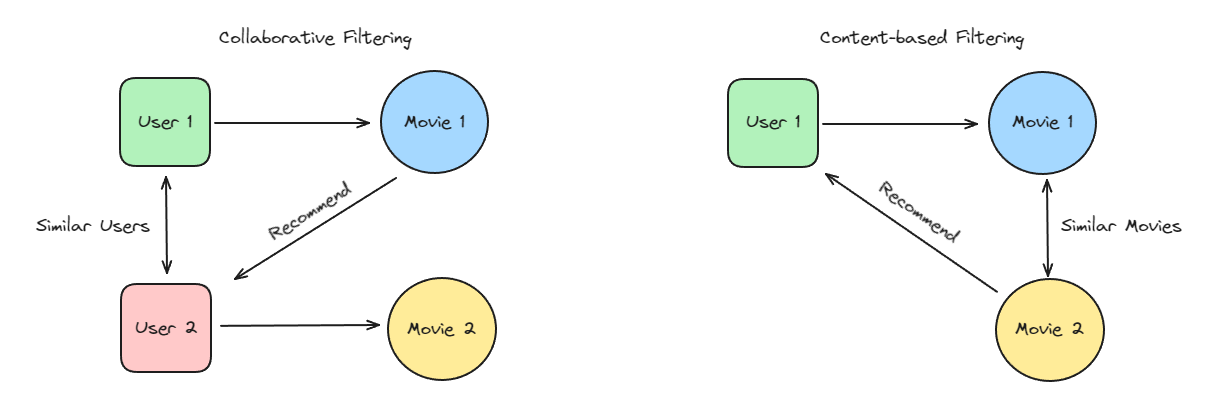 Collaborative Filtering
User 1
Movie 1
Recommend
Similar Users
User 2
Movie 2
Content-based Filtering
User 1
Movie 1
Recommend
Similar Movies
Movie 2